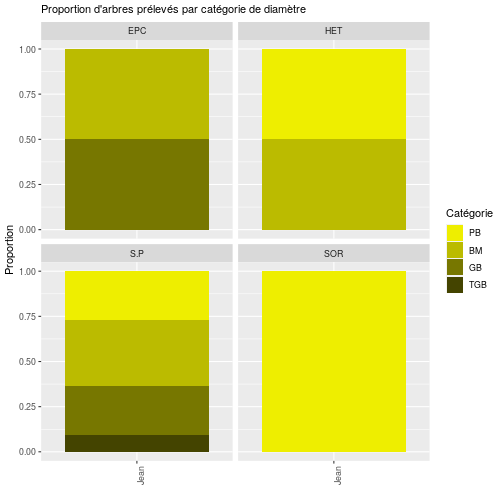 Proportion d'arbres prélevés par catégorie de diamètre
EPC
HET
1.00
0.75
0.50
0.25
0.00
Proportion
S.P
SOR
1.00
0.75
0.50
0.25
0.00
Jean
Jean
Catégorie
PB
BM
GB
TGB